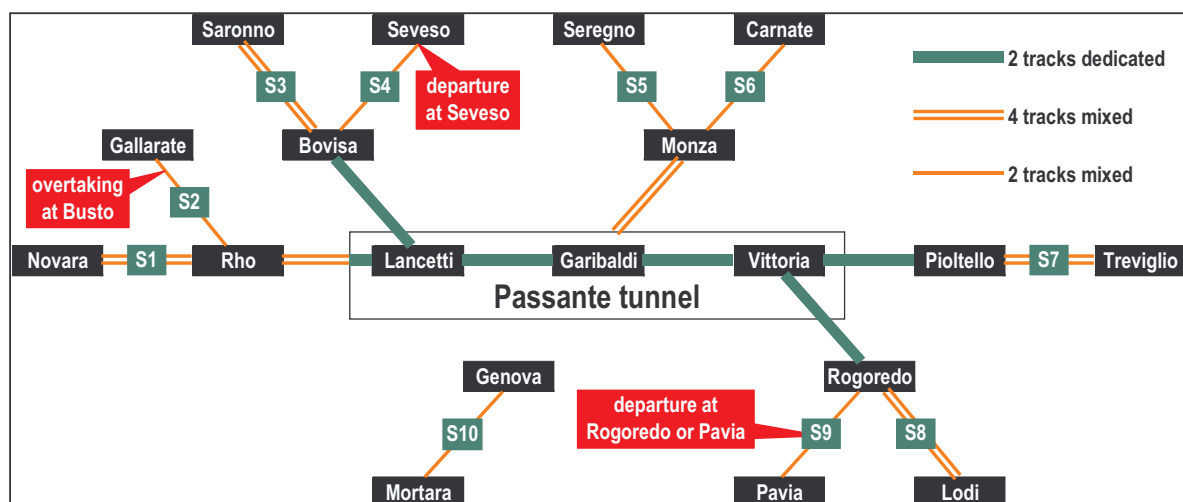 Saronno
Seveso
Seregno
Carnate
2 tracks dedicated
S3
S4
departure
at Seveso
S5
S6
4 tracks mixed
Gallarate
Bovisa
Monza
overtaking
at Busto
S2
2 tracks mixed
Novara
S1
Rho
Lancetti
Garibaldi
Vittoria
Pioltello
S7
Treviglio
Passante tunnel
Genova
Rogoredo
departure at
Rogoredo or Pavia
S10
S9
S8
Mortara
Pavia
Lodi